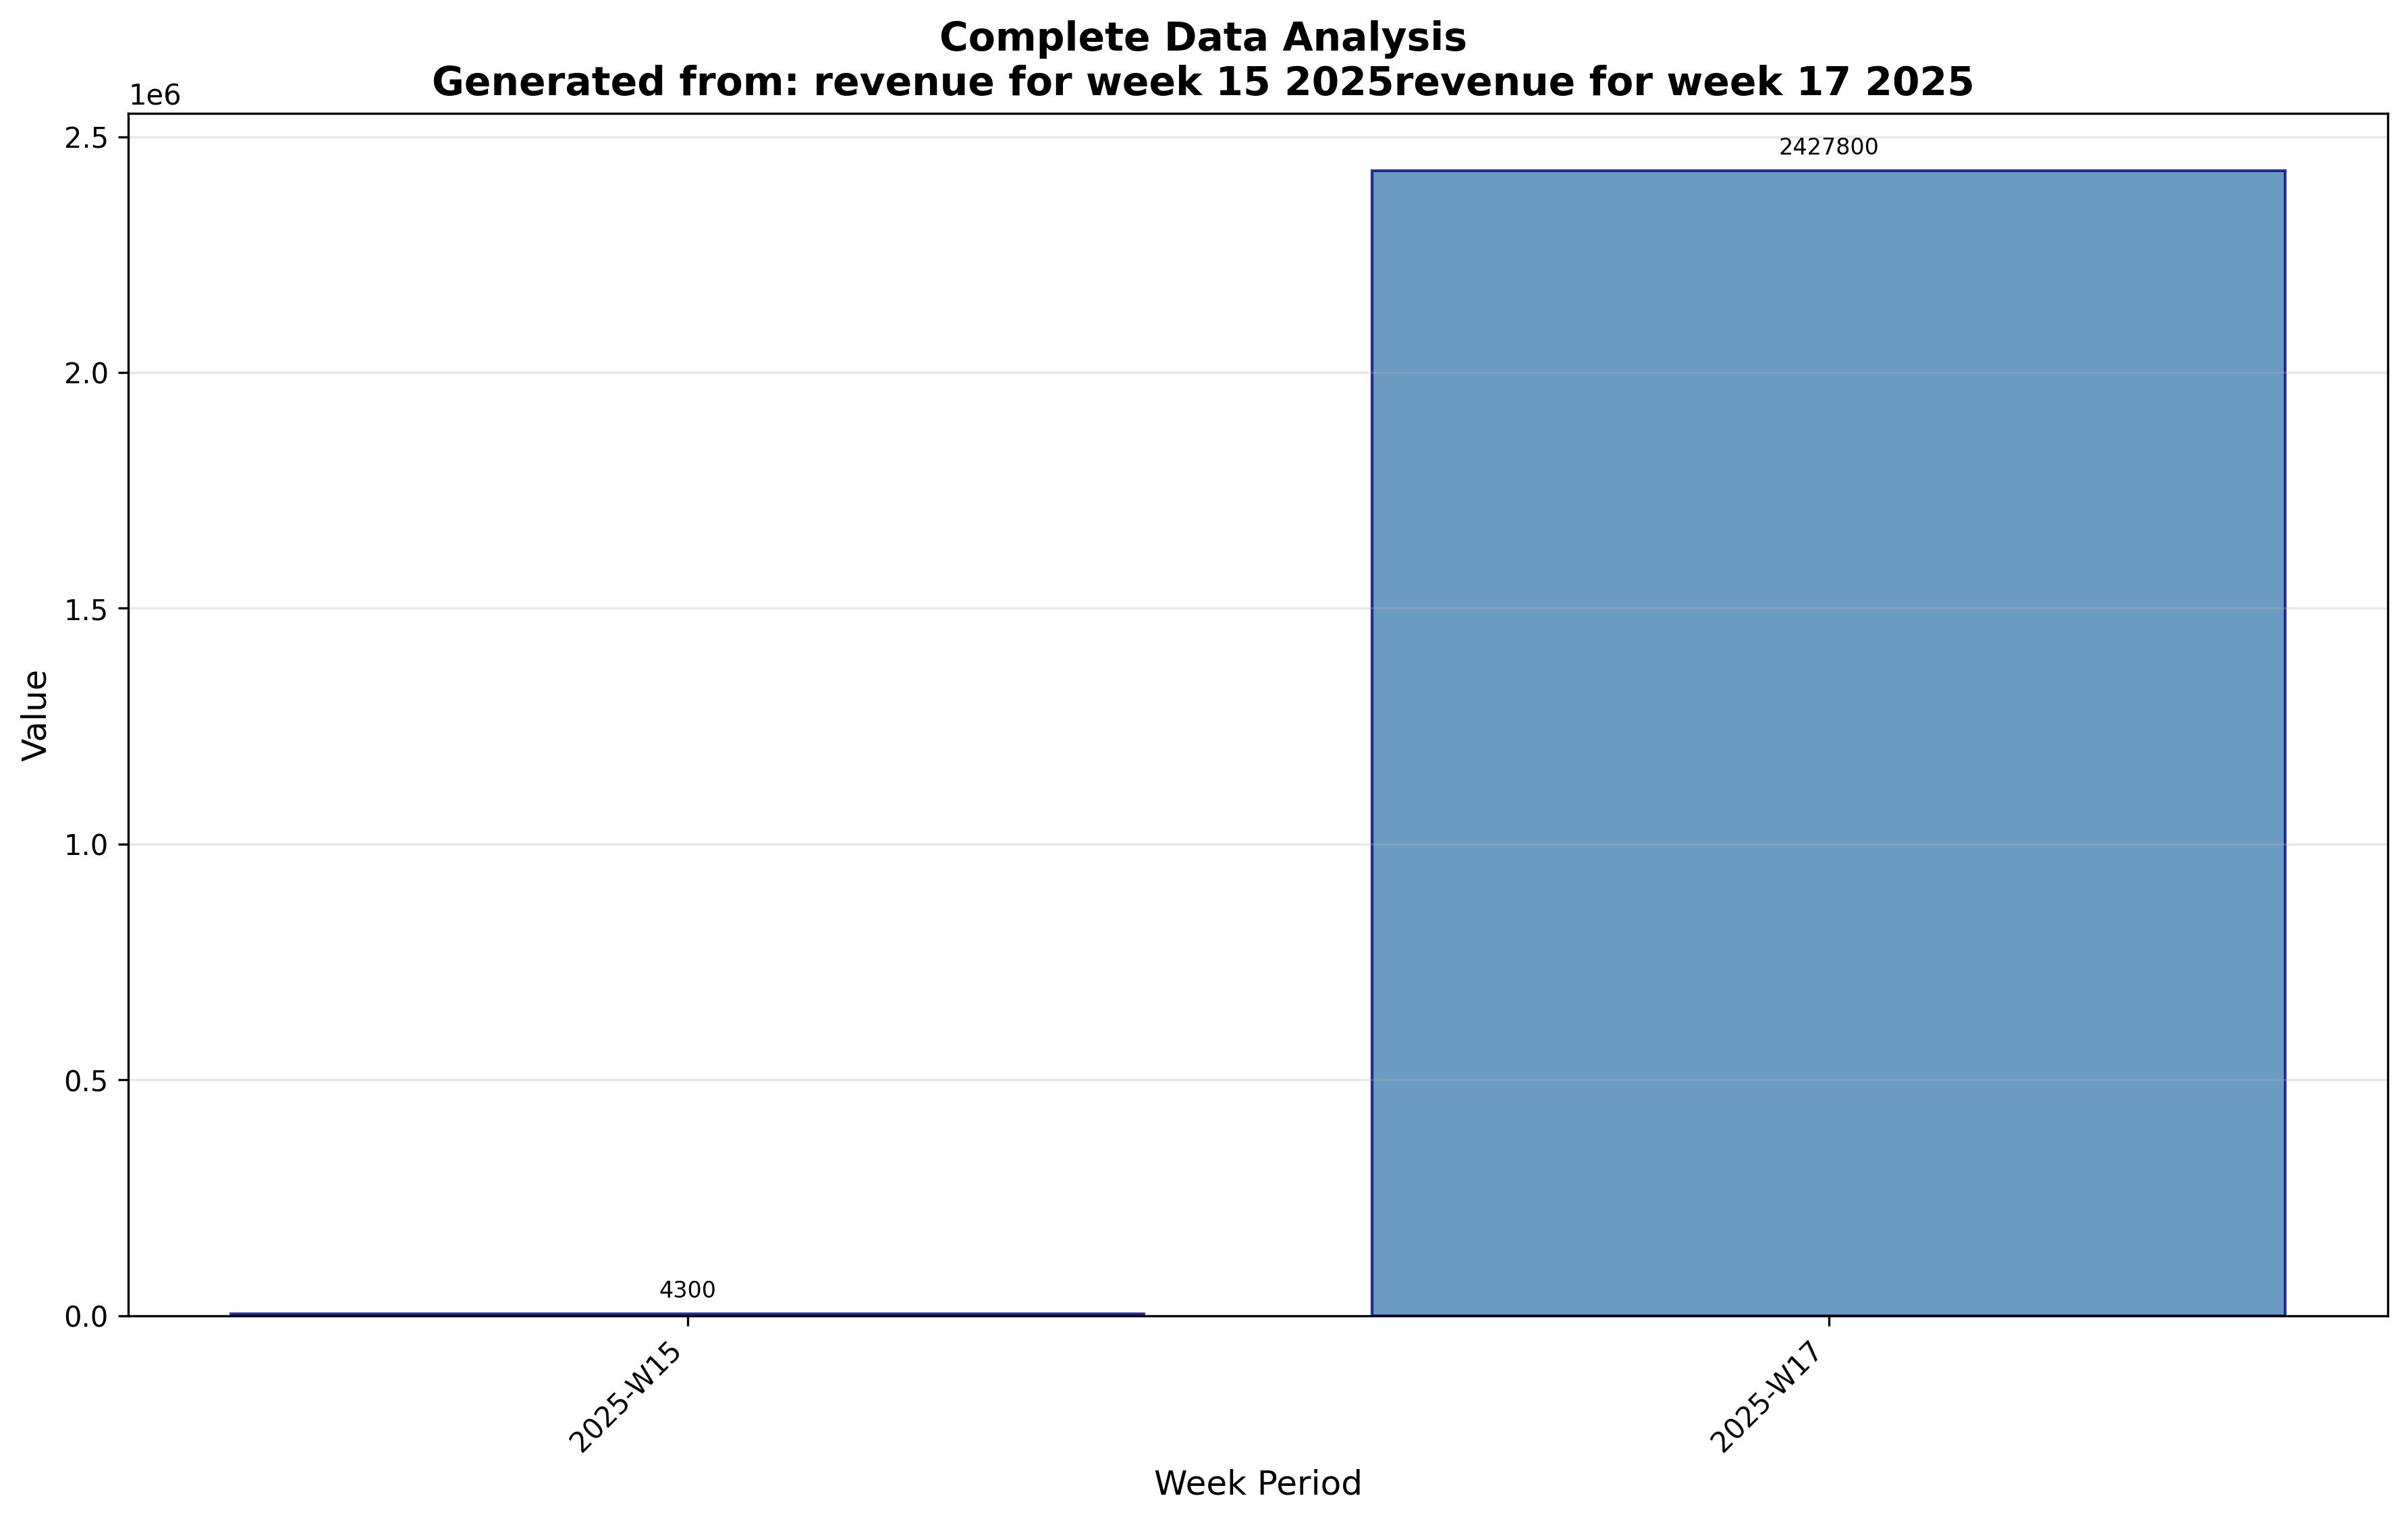 Complete Data Analysis
Generated from: revenue for week 15 2025revenue for week 17 2025
1e6
2.5
2427800
2.0
1.5
Value
1.0
0.5
4300
0.0
2025-W15
2025-W17
Week Period